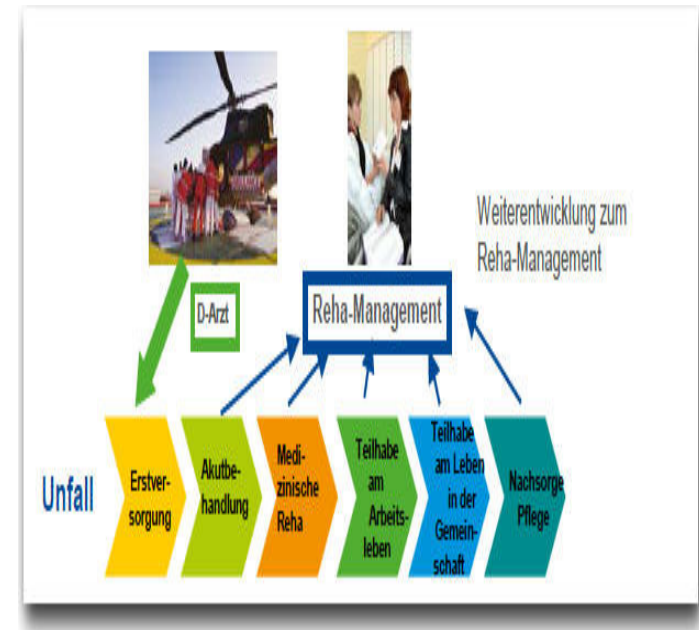 Weiterentwicklung zum
Reha-Management
D-Arzt
Reha-Management
Unfall
Erstver-
sorgung
Akutbe-
handlung
Medi-
zinische
Reha
Teilhabe
am
Arbeits-
leben
Teilhabe
am Leben
in der
Gemein-
schaft
Nachsorge
Pflege